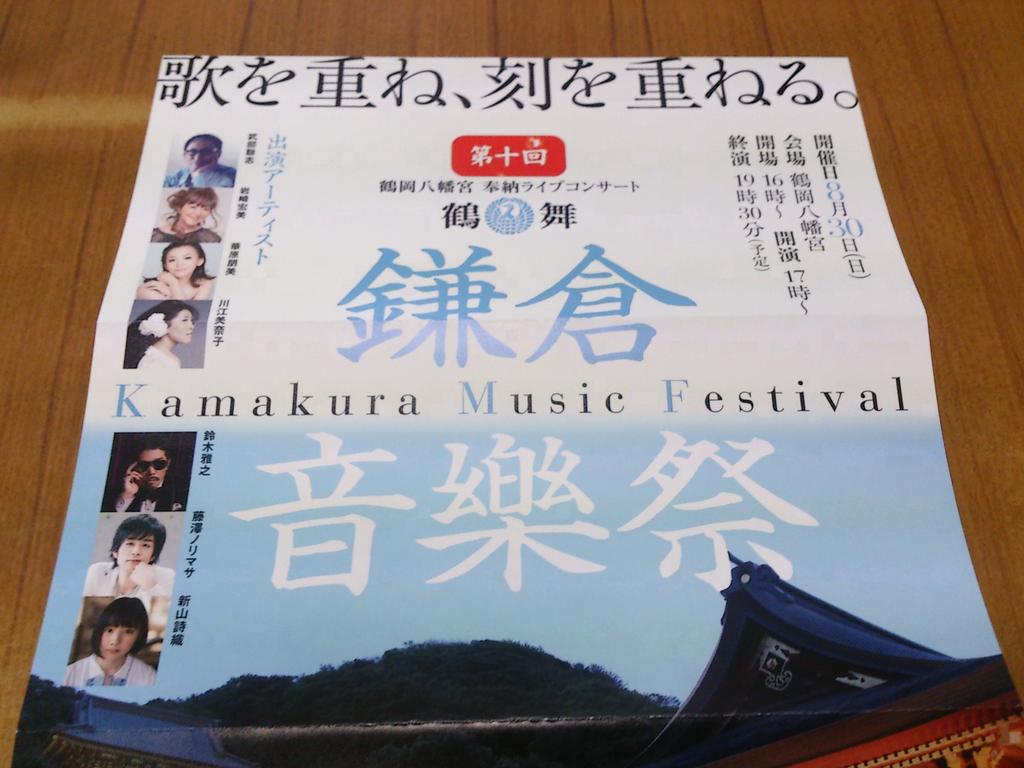 歌を重ね、刻を重ねる。
第十回
鶴岡八幡宮 奉納ライブコンサート
鶴舞
鎌倉
Kamakura Music Festival
音樂祭
開催日8月30日(日)
会場 鶴岡八幡宮
開場 16時〜 開演 17時〜
終演 19時30分(予定)
出演アーティスト
武部聡志
岩崎宏美
華原朋美
川江美奈子
鈴木雅之
藤澤ノリマサ
新山詩織